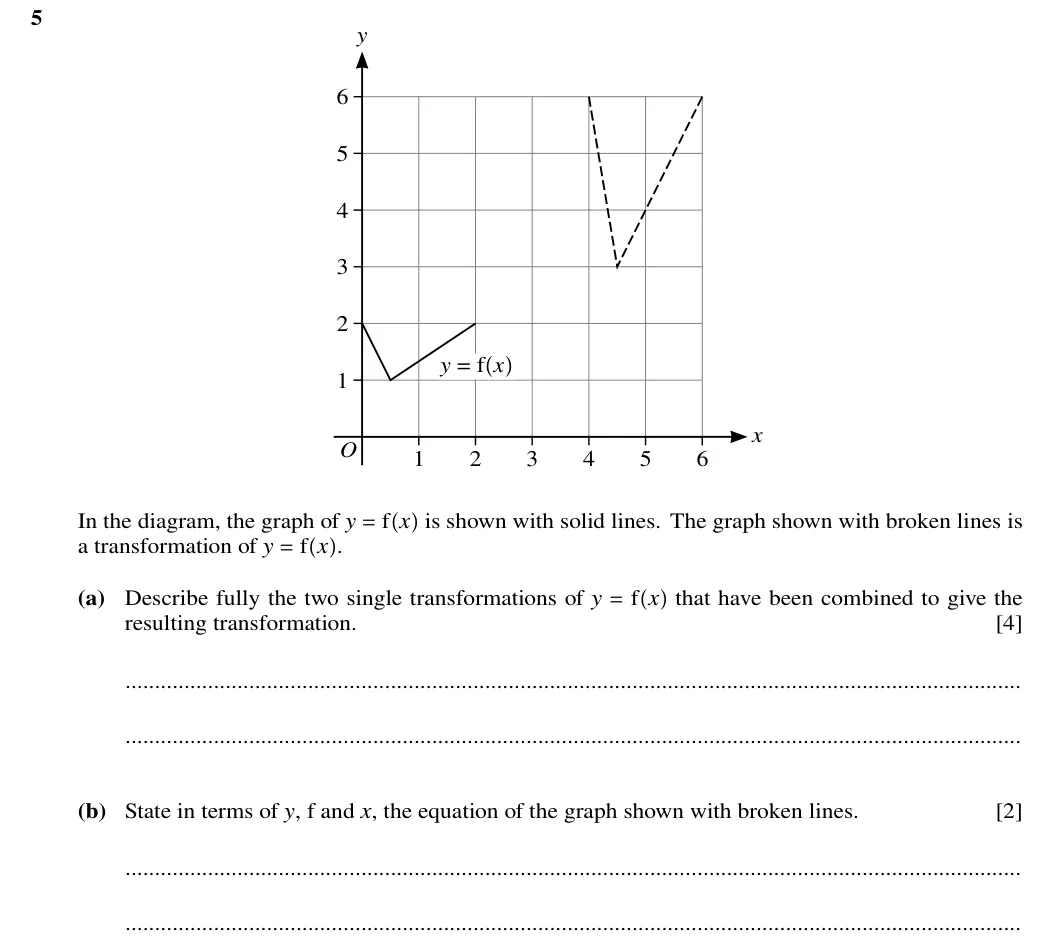 5
y
6
5
4
3
2
1
y = f(x)
O
x
1 2 3 4 5 6
In the diagram, the graph of y = f(x) is shown with solid lines. The graph shown with broken lines is
a transformation of y = f(x).
(a) Describe fully the two single transformations of y = f(x) that have been combined to give the
resulting transformation. [4]
(b) State in terms of y, f and x, the equation of the graph shown with broken lines. [2]